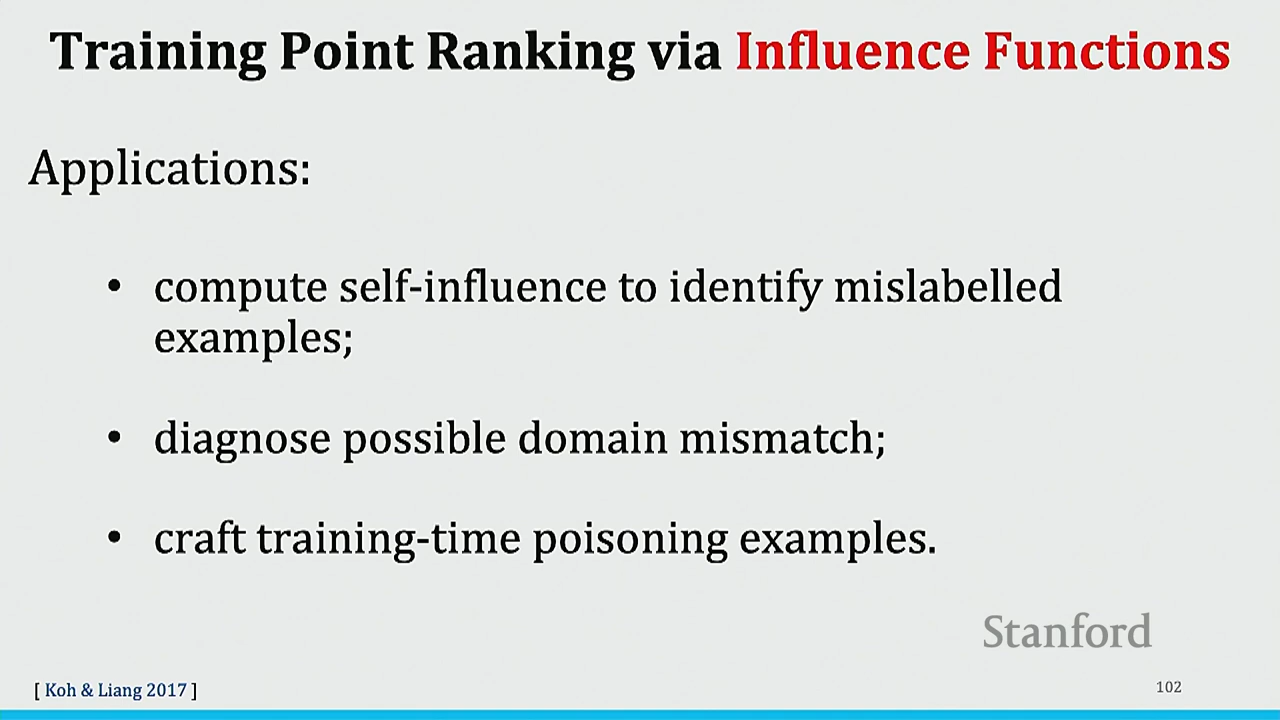 Training Point Ranking via Influence Functions
Applications:
• compute self-influence to identify mislabelled
examples;
• diagnose possible domain mismatch;
• craft training-time poisoning examples.
Stanford
[ Koh & Liang 2017 ]
102